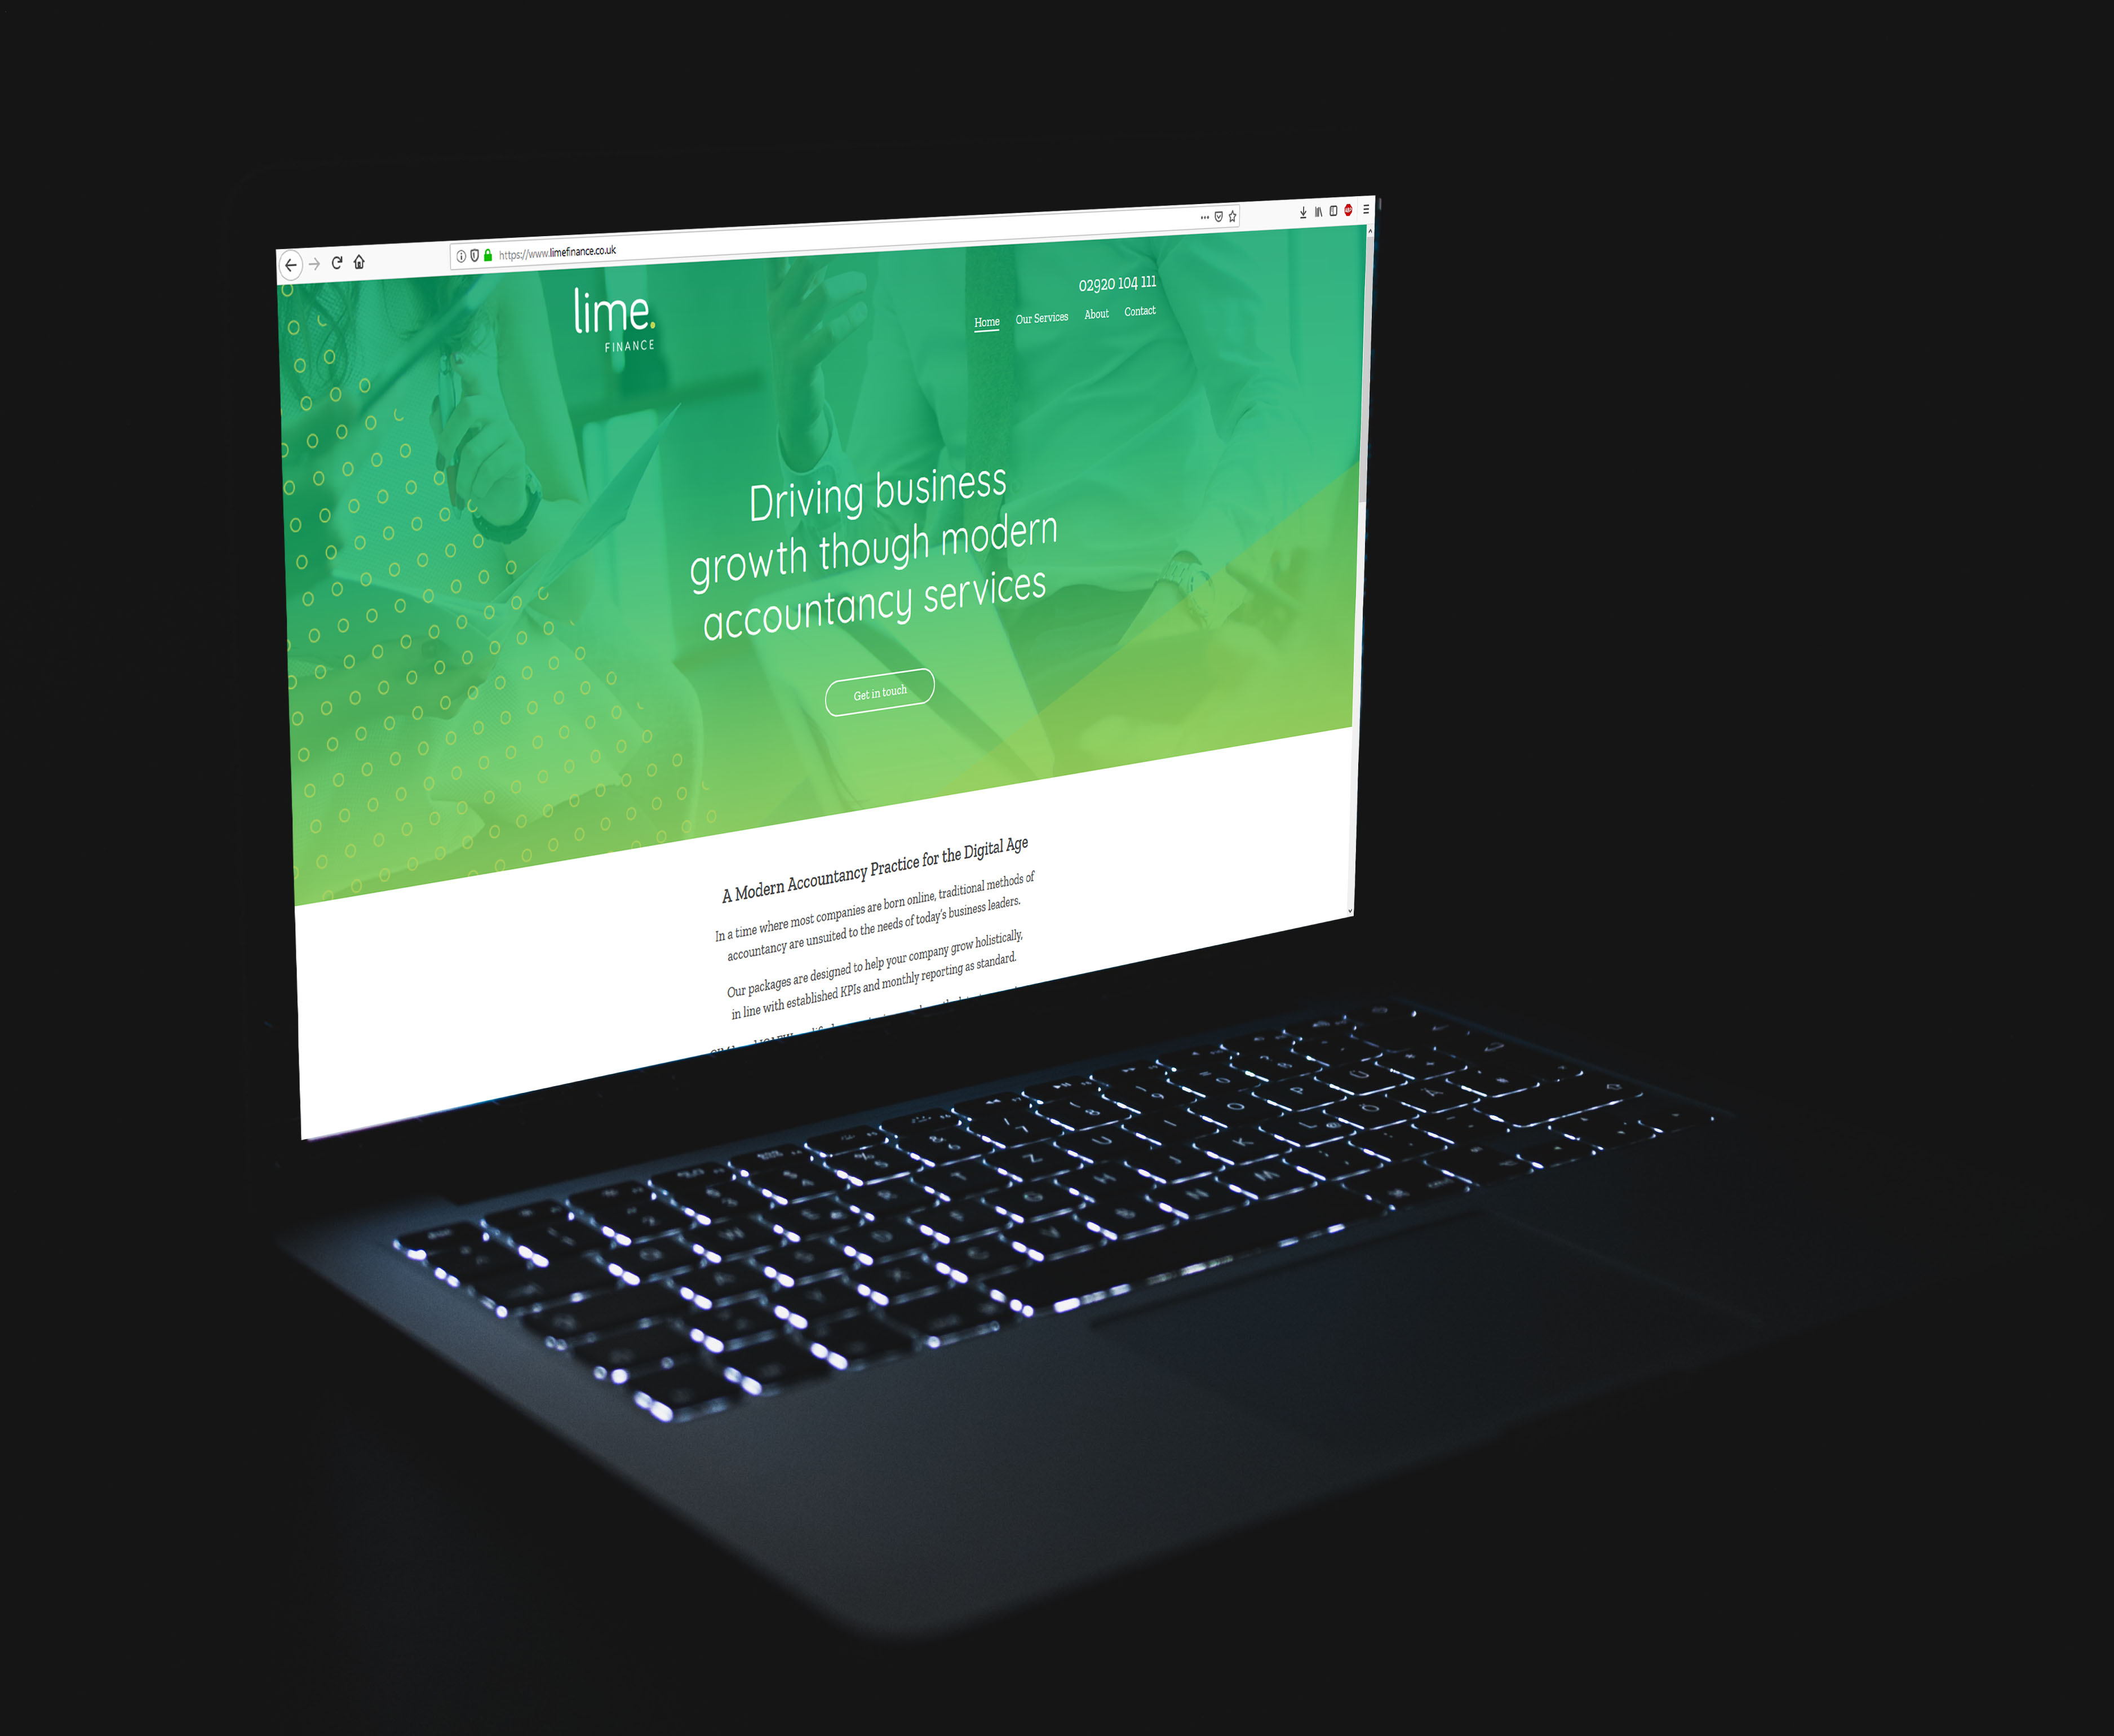 https://www.limefinance.co.uk
lime.
FINANCE
02920 104 111
Home Our Services About Contact
Driving business
growth though modern
accountancy services
Get in touch
A Modern Accountancy Practice for the Digital Age
In a time where most companies are born online, traditional methods of
accountancy are unsuited to the needs of today's business leaders.
Our packages are designed to help your company grow holistically,
in line with established KPIs and monthly reporting as standard.